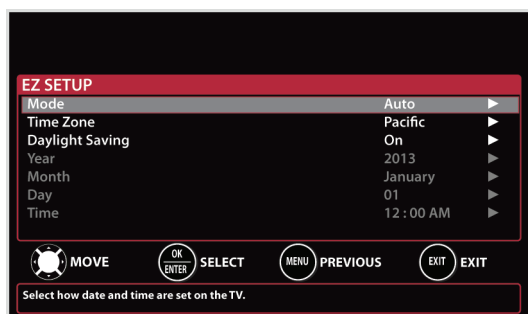 EZ SETUP
Mode Auto
Time Zone Pacific
Daylight Saving On
Year 2013
Month January
Day 01
Time 12 : 00 AM
MOVE OK ENTER SELECT MENU PREVIOUS EXIT EXIT
Select how date and time are set on the TV.